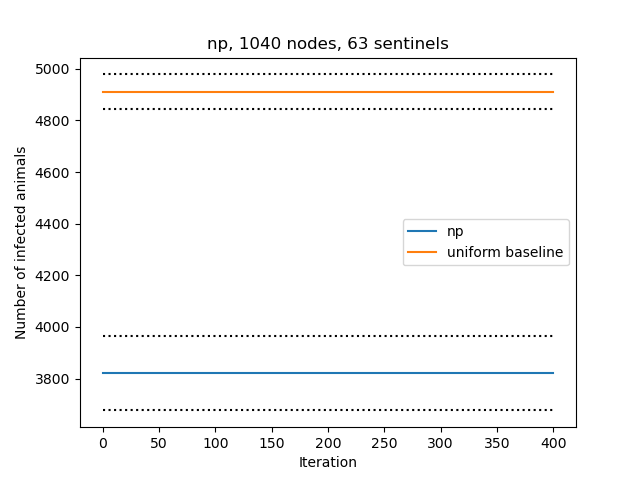 np, 1040 nodes, 63 sentinels
5000
4800
4600
4400
4200
4000
3800
Number of infected animals
np
uniform baseline
0 50 100 150 200 250 300 350 400
Iteration